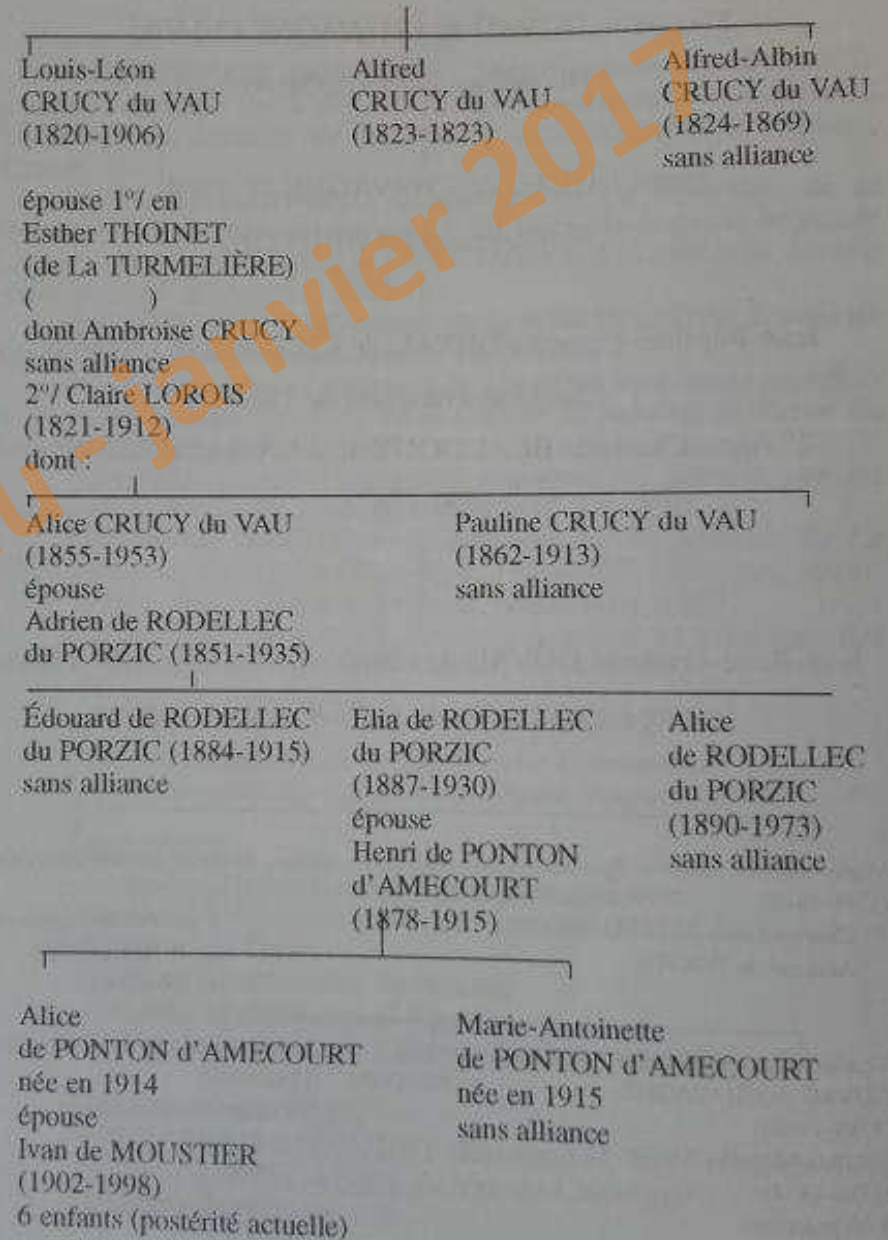 Louis-Léon
CRUCY du VAU
(1820-1906)
Alfred
CRUCY du VAU
(1823-1823)
Alfred-Albin
CRUCY du VAU
(1824-1869)
sans alliance
épouse 1°/ en
Esther THOINET
(de La TURMELIÈRE)
( )
dont Ambroise CRUCY
sans alliance
2°/ Claire LOROIS
(1821-1912)
dont :
Alice CRUCY du VAU
(1855-1953)
épouse
Adrien de RODELLEC
du PORZIC (1851-1935)
Pauline CRUCY du VAU
(1862-1913)
sans alliance
Édouard de RODELLEC
du PORZIC (1884-1915)
sans alliance
Elia de RODELLEC
du PORZIC
(1887-1930)
épouse
Henri de PONTON
d'AMECOURT
(1878-1915)
Alice
de RODELLEC
du PORZIC
(1890-1973)
sans alliance
Alice
de PONTON d'AMECOURT
née en 1914
épouse
Ivan de MOUSTIER
(1902-1998)
6 enfants (postérité actuelle)
Marie-Antoinette
de PONTON d'AMECOURT
née en 1915
sans alliance
- janvier 2017